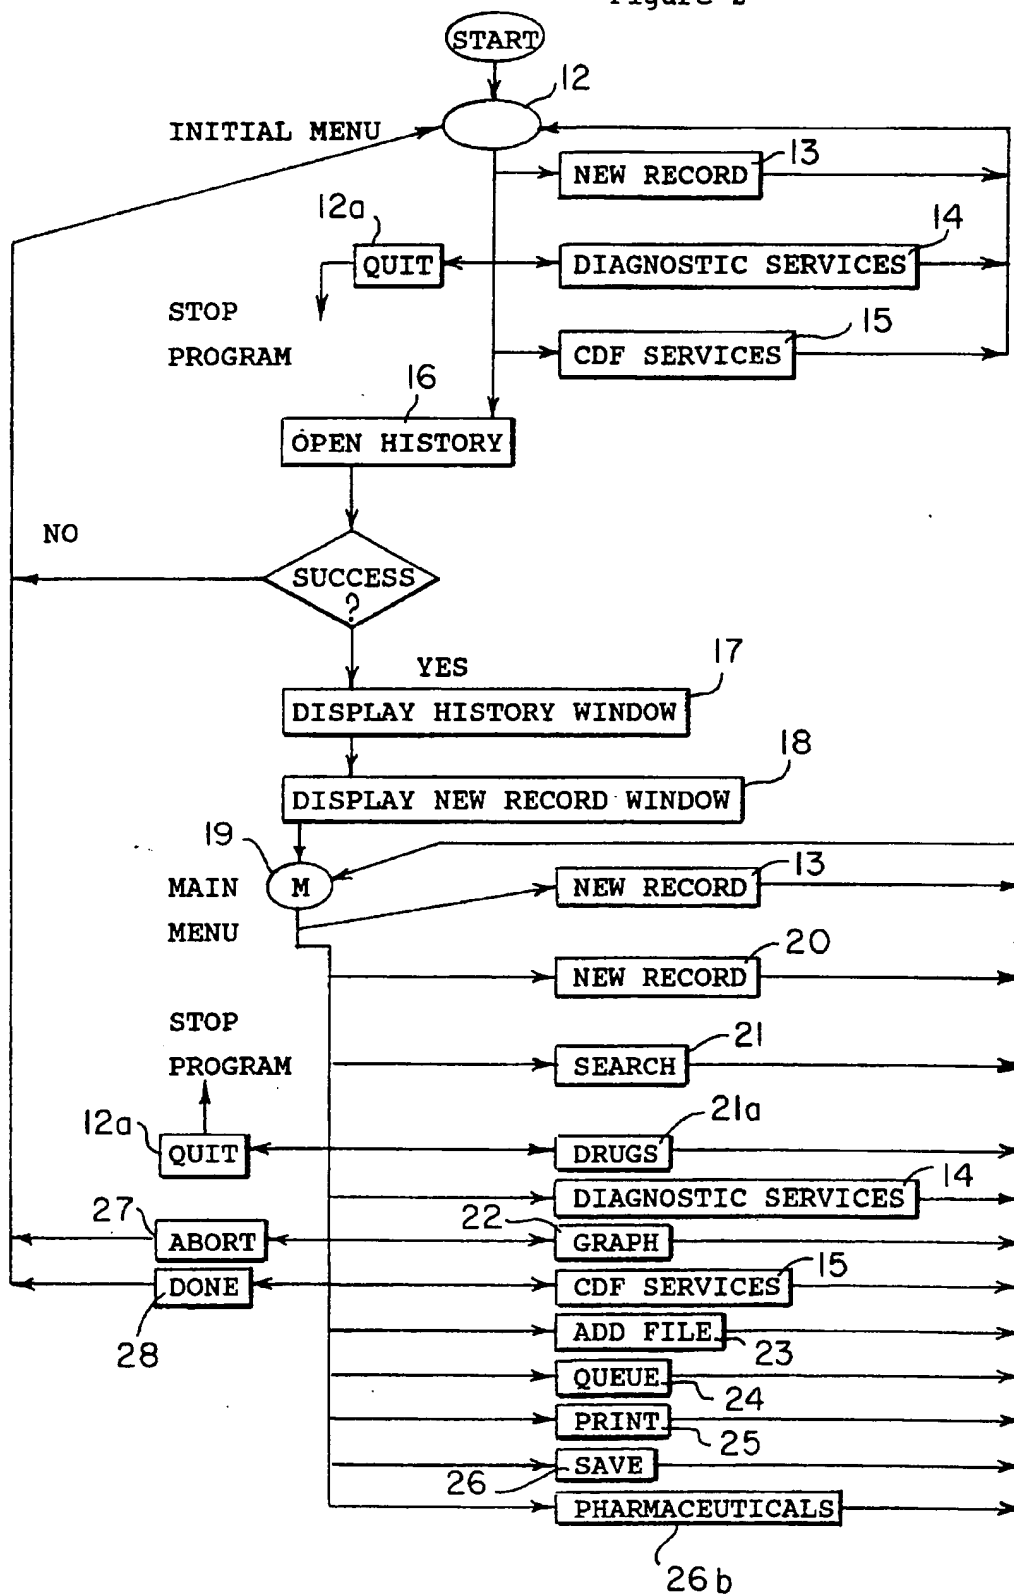 Figure 2
START
12
INITIAL MENU
13
NEW RECORD
12a
14
QUIT
DIAGNOSTIC SERVICES
STOP
PROGRAM
15
CDF SERVICES
16
OPEN HISTORY
NO
SUCCESS
?
YES
17
DISPLAY HISTORY WINDOW
18
DISPLAY NEW RECORD WINDOW
19
M
MAIN
MENU
13
NEW RECORD
20
NEW RECORD
STOP
PROGRAM
21
SEARCH
12a
QUIT
21a
DRUGS
14
DIAGNOSTIC SERVICES
27
ABORT
22
GRAPH
DONE
28
15
CDF SERVICES
ADD FILE
23
QUEUE
24
PRINT
25
SAVE
26
PHARMACEUTICALS
26b